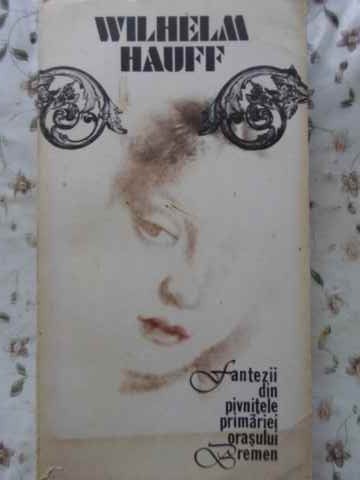 WILHELM
HAUFF
Fantezii
din
pivnițele
primăriei
orașului
Bremen